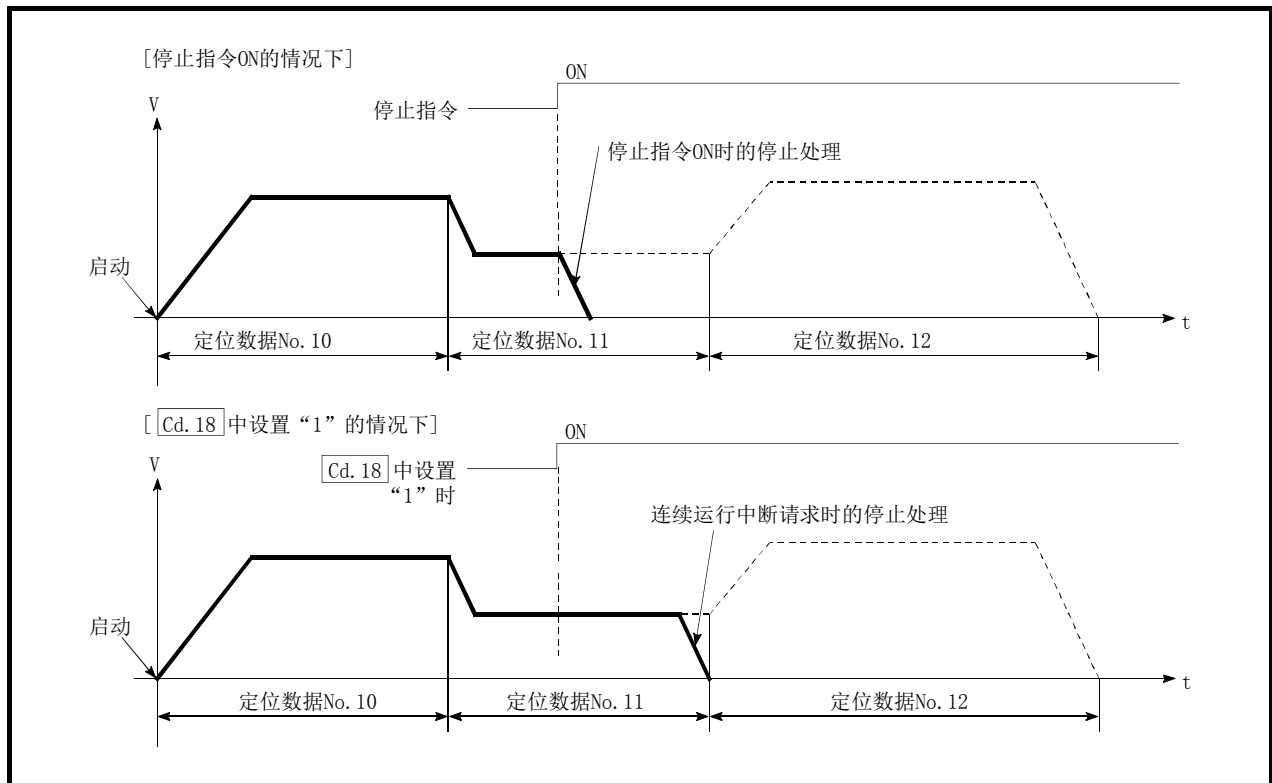 [停止指令ON的情况下]
ON
V
停止指令
停止指令ON时的停止处理
启动
t
定位数据No.10
定位数据No.11
定位数据No.12
[ Cd.18 中设置“1”的情况下]
ON
V
Cd.18 中设置
“1”时
连续运行中断请求时的停止处理
启动
t
定位数据No.10
定位数据No.11
定位数据No.12